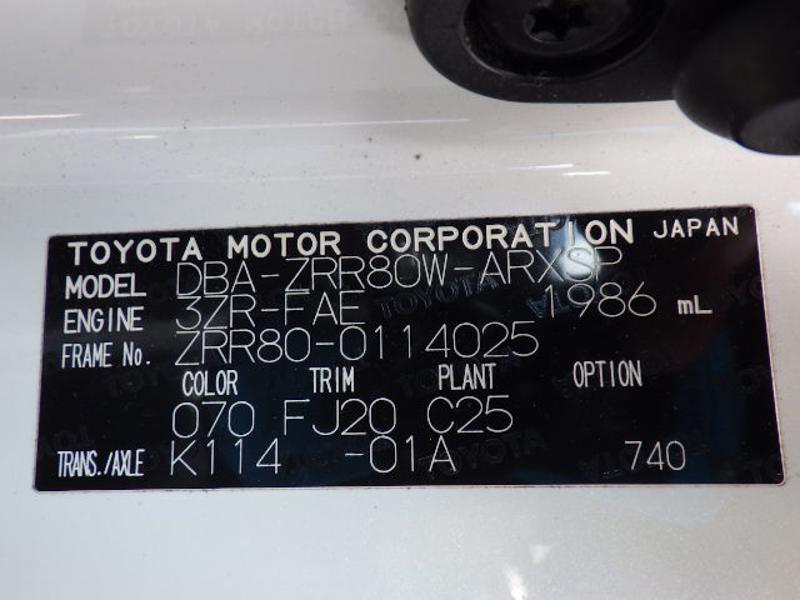 TOYOTA MOTOR CORPORATION JAPAN
MODEL DBA-ZRR80W-ARXSP
ENGINE 3ZR-FAE 1986 mL
FRAME No. ZRR80-0114025
COLOR TRIM PLANT OPTION
070 FJ20 C25
TRANS./AXLE K114 -01A 740